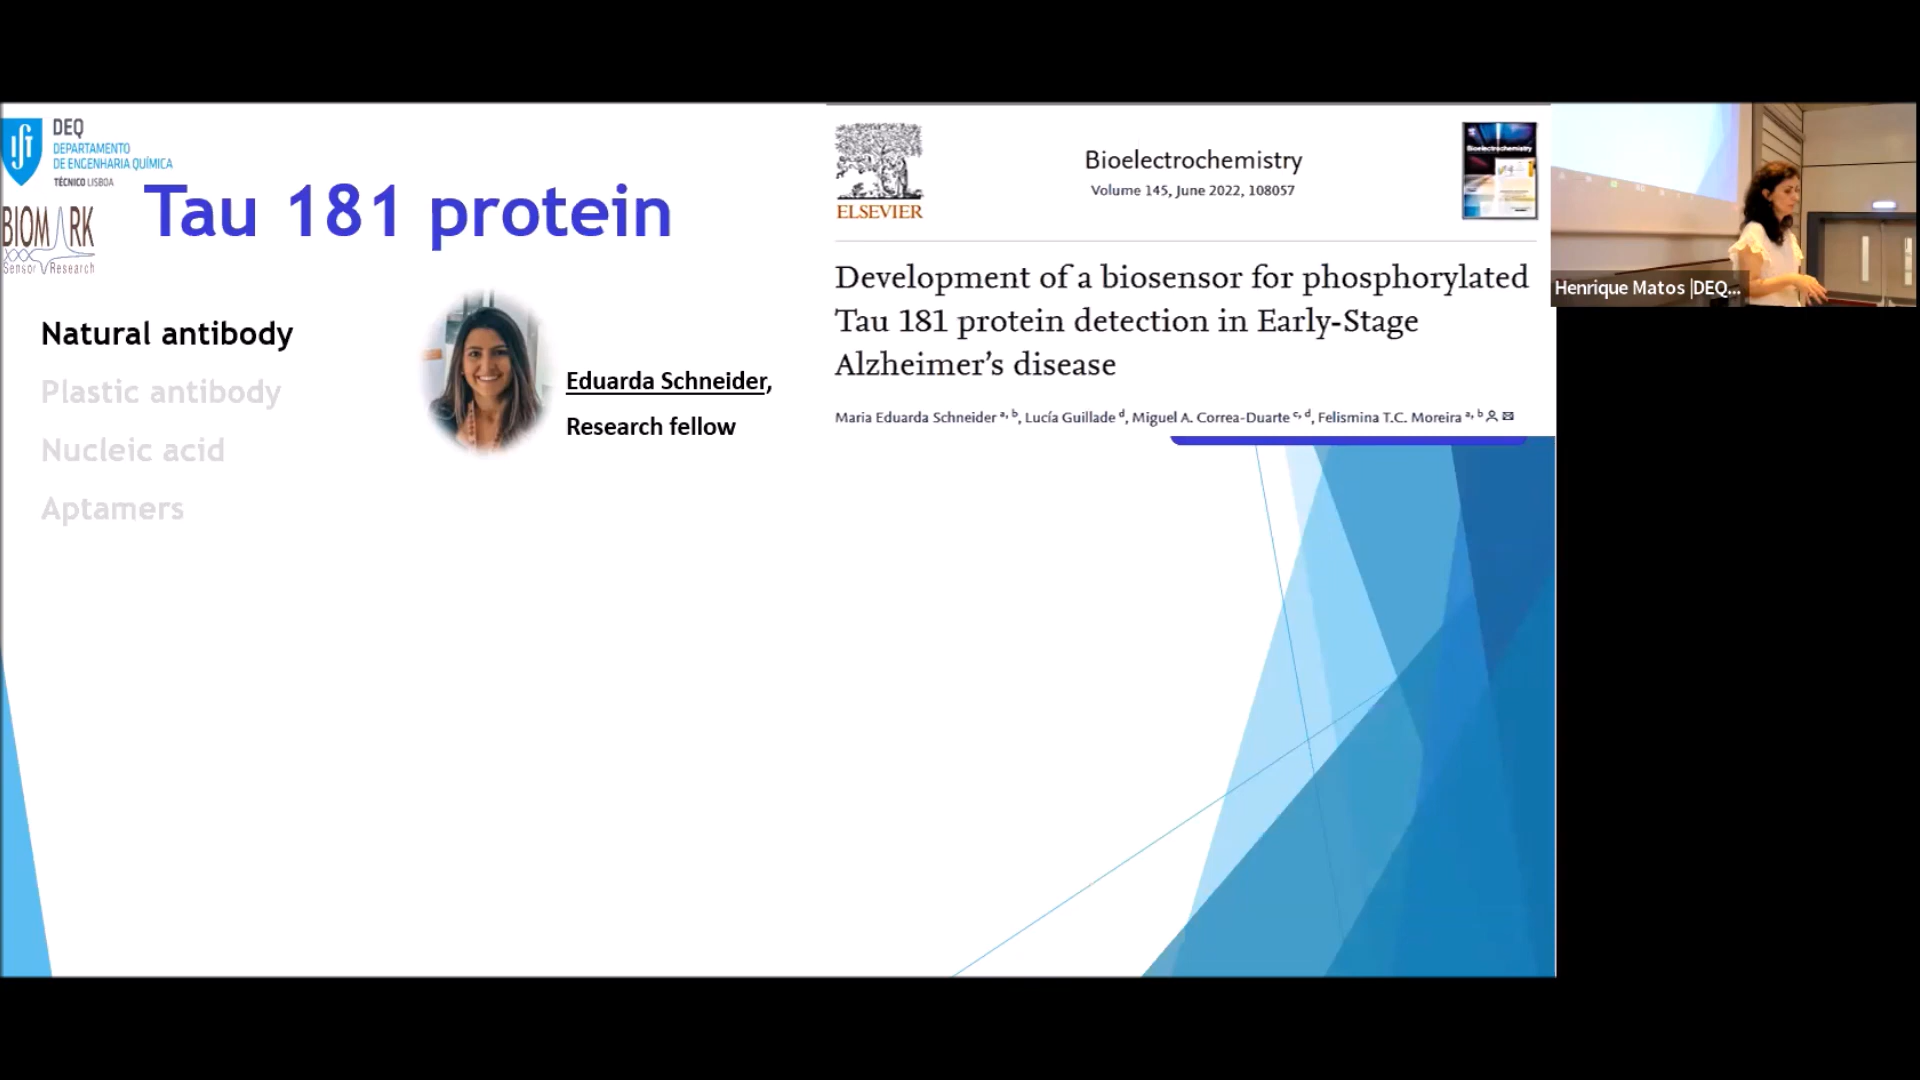 DEQ
DEPARTAMENTO
DE ENGENHARIA QUÍMICA
TÉCNICO LISBOA
BIOMARK
Sensor Research
Tau 181 protein
Natural antibody
Plastic antibody
Nucleic acid
Aptamers
Eduarda Schneider,
Research fellow
ELSEVIER
Bioelectrochemistry
Volume 145, June 2022, 108057
Bioelectrochemistry
Development of a biosensor for phosphorylated
Tau 181 protein detection in Early-Stage
Alzheimer’s disease
Maria Eduarda Schneider a, b, Lucía Guillade d, Miguel A. Correa-Duarte c, d, Felismina T.C. Moreira a, b
Henrique Matos |DEQ...